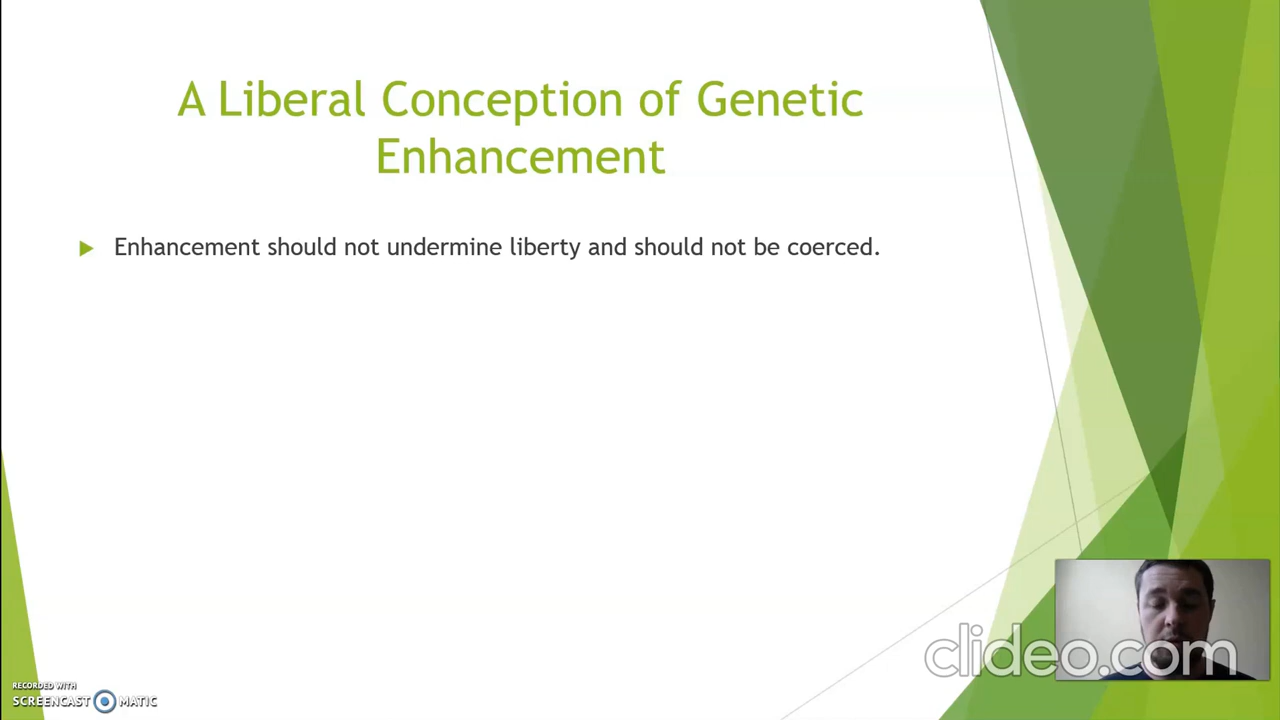 A Liberal Conception of Genetic
Enhancement
Enhancement should not undermine liberty and should not be coerced.
clideo.com
RECORDED WITH
SCREENCAST MATIC